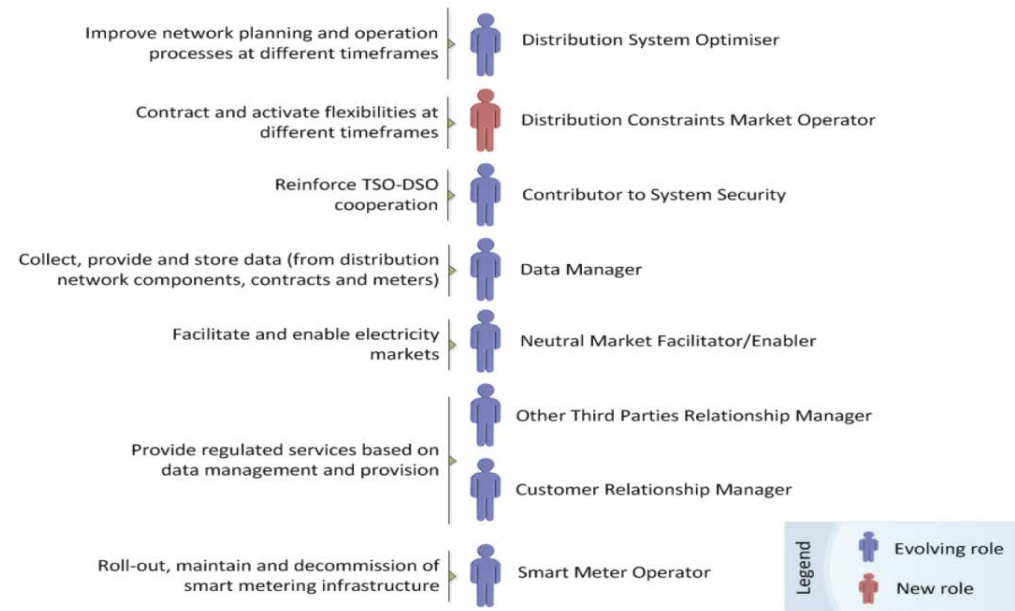 Improve network planning and operation
processes at different timeframes
Distribution System Optimiser
Contract and activate flexibilities at
different timeframes
Distribution Constraints Market Operator
Reinforce TSO-DSO
cooperation
Contributor to System Security
Collect, provide and store data (from distribution
network components, contracts and meters)
Data Manager
Facilitate and enable electricity
markets
Neutral Market Facilitator/Enabler
Provide regulated services based on
data management and provision
Other Third Parties Relationship Manager
Customer Relationship Manager
Roll-out, maintain and decommission of
smart metering infrastructure
Smart Meter Operator
Legend
Evolving role
New role